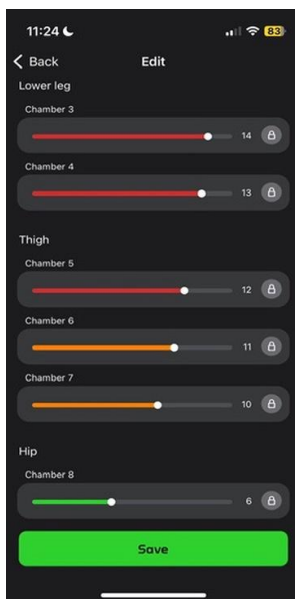 11:24
83
Back
Edit
Lower leg
Chamber 3
14
Chamber 4
13
Thigh
Chamber 5
12
Chamber 6
11
Chamber 7
10
Hip
Chamber 8
6
Save